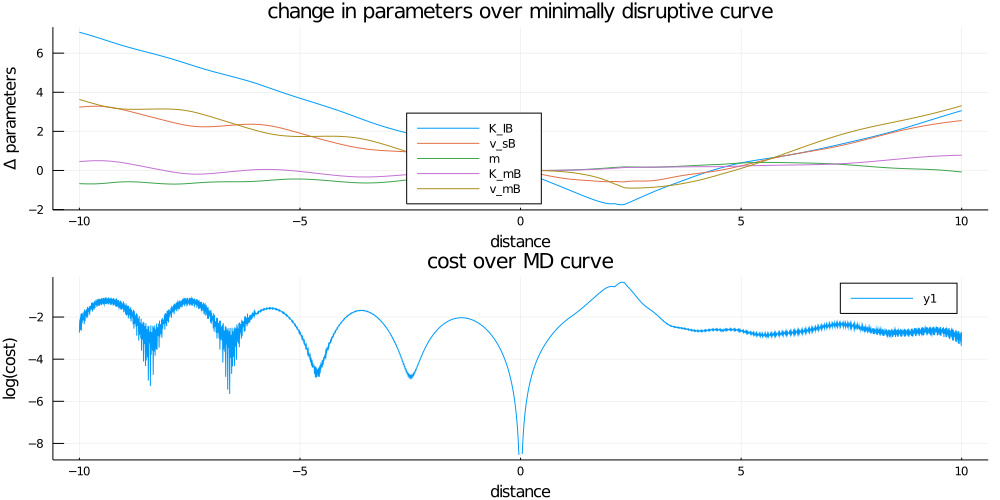 change in parameters over minimally disruptive curve
Δ parameters
6
4
2
0
−2
K_IB
v_sB
m
K_mB
v_mB
−10
−5
0
5
10
distance
cost over MD curve
log(cost)
−2
−4
−6
−8
y1
−10
−5
0
5
10
distance